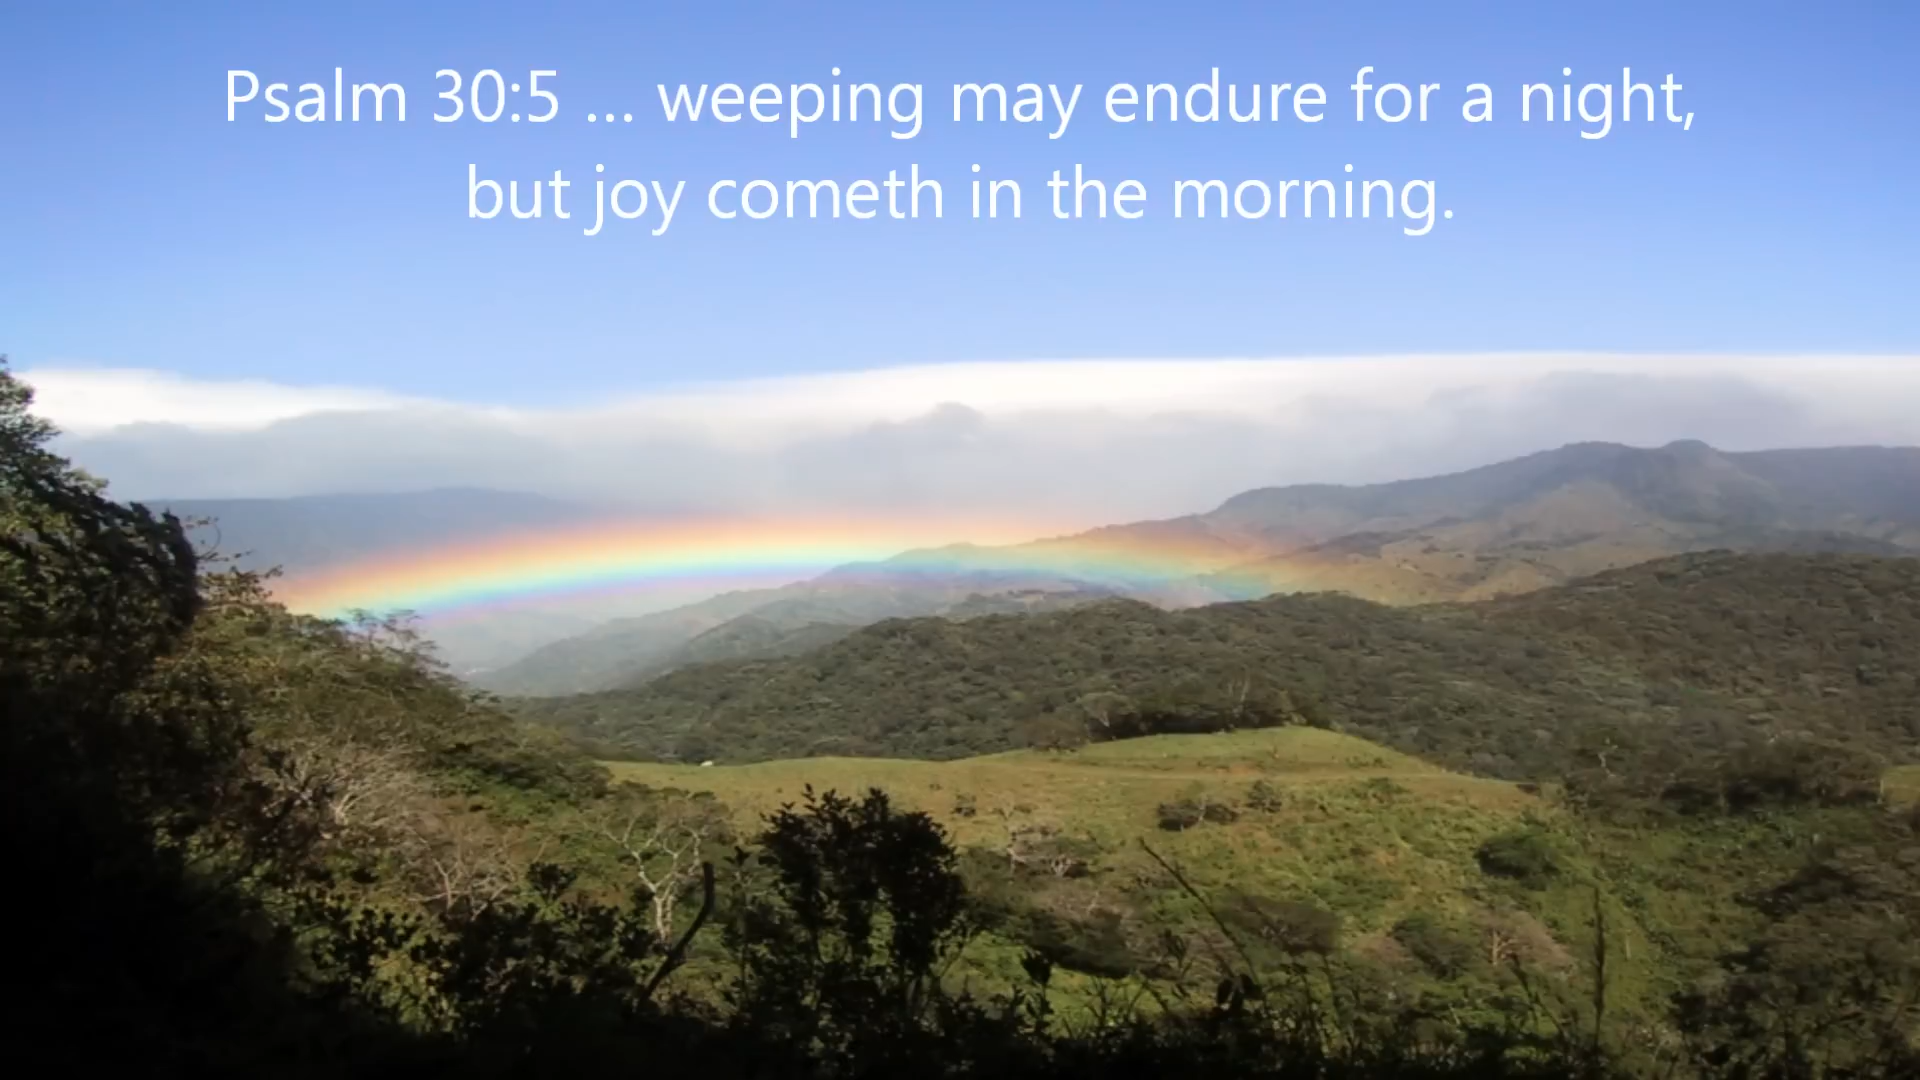 Psalm 30:5 ... weeping may endure for a night,
but joy cometh in the morning.